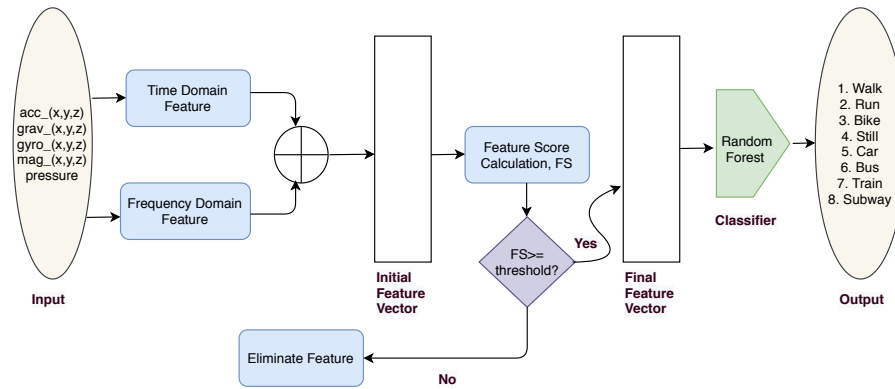 acc_(x,y,z)
grav_(x,y,z)
gyro_(x,y,z)
mag_(x,y,z)
pressure
Input
Time Domain
Feature
Frequency Domain
Feature
Initial
Feature
Vector
Feature Score
Calculation, FS
FS>=
threshold?
Yes
No
Eliminate Feature
Final
Feature
Vector
Random
Forest
Classifier
1. Walk
2. Run
3. Bike
4. Still
5. Car
6. Bus
7. Train
8. Subway
Output